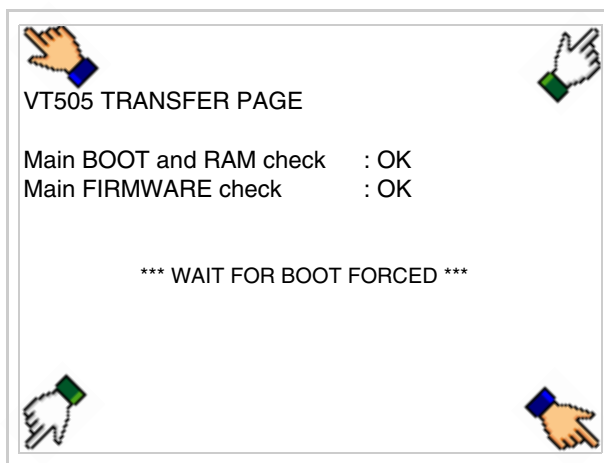 VT505 TRANSFER PAGE
Main BOOT and RAM check : OK
Main FIRMWARE check : OK
*** WAIT FOR BOOT FORCED ***